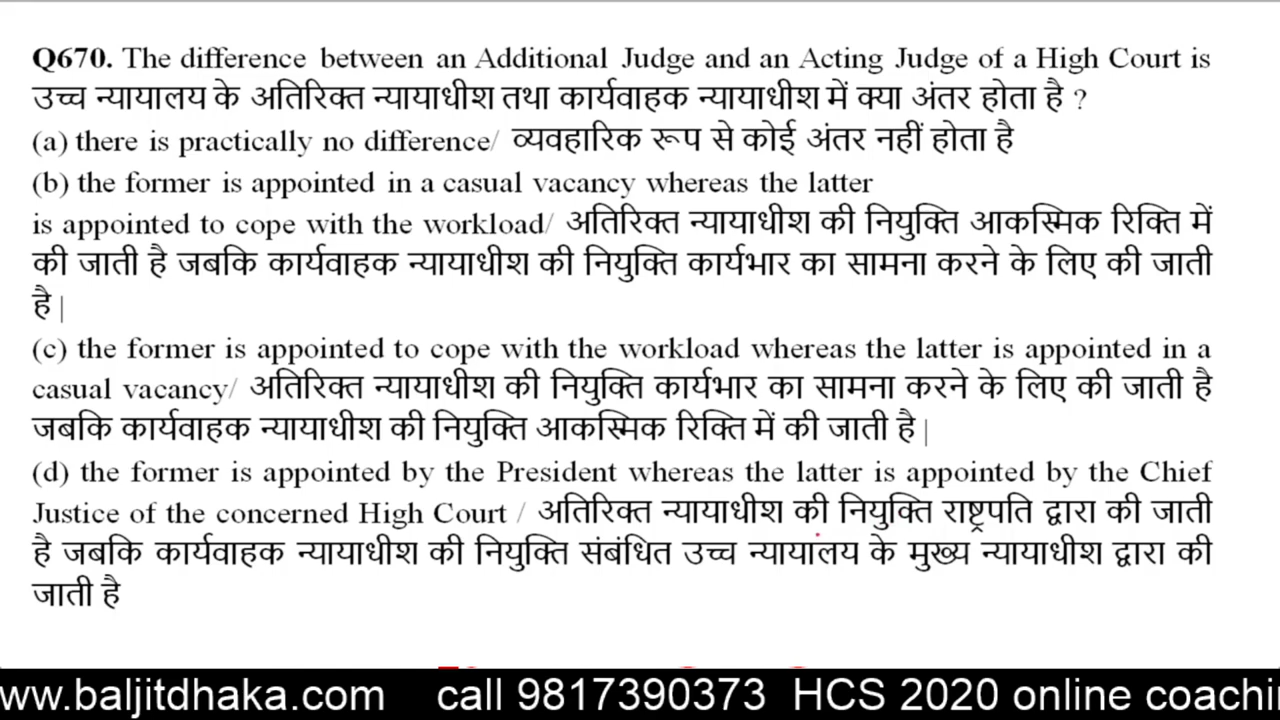 Q670. The difference between an Additional Judge and an Acting Judge of a High Court is
उच्च न्यायालय के अतिरिक्त न्यायाधीश तथा कार्यवाहक न्यायाधीश में क्या अंतर होता है ?
(a) there is practically no difference/ व्यवहारिक रूप से कोई अंतर नहीं होता है
(b) the former is appointed in a casual vacancy whereas the latter
is appointed to cope with the workload/ अतिरिक्त न्यायाधीश की नियुक्ति आकस्मिक रिक्ति में
की जाती है जबकि कार्यवाहक न्यायाधीश की नियुक्ति कार्यभार का सामना करने के लिए की जाती
है|
(c) the former is appointed to cope with the workload whereas the latter is appointed in a
casual vacancy/ अतिरिक्त न्यायाधीश की नियुक्ति कार्यभार का सामना करने के लिए की जाती है
जबकि कार्यवाहक न्यायाधीश की नियुक्ति आकस्मिक रिक्ति में की जाती है|
(d) the former is appointed by the President whereas the latter is appointed by the Chief
Justice of the concerned High Court / अतिरिक्त न्यायाधीश की नियुक्ति राष्ट्रपति द्वारा की जाती
है जबकि कार्यवाहक न्यायाधीश की नियुक्ति संबंधित उच्च न्यायालय के मुख्य न्यायाधीश द्वारा की
जाती है
www.baljitdhaka.com call 9817390373 HCS 2020 online coachi